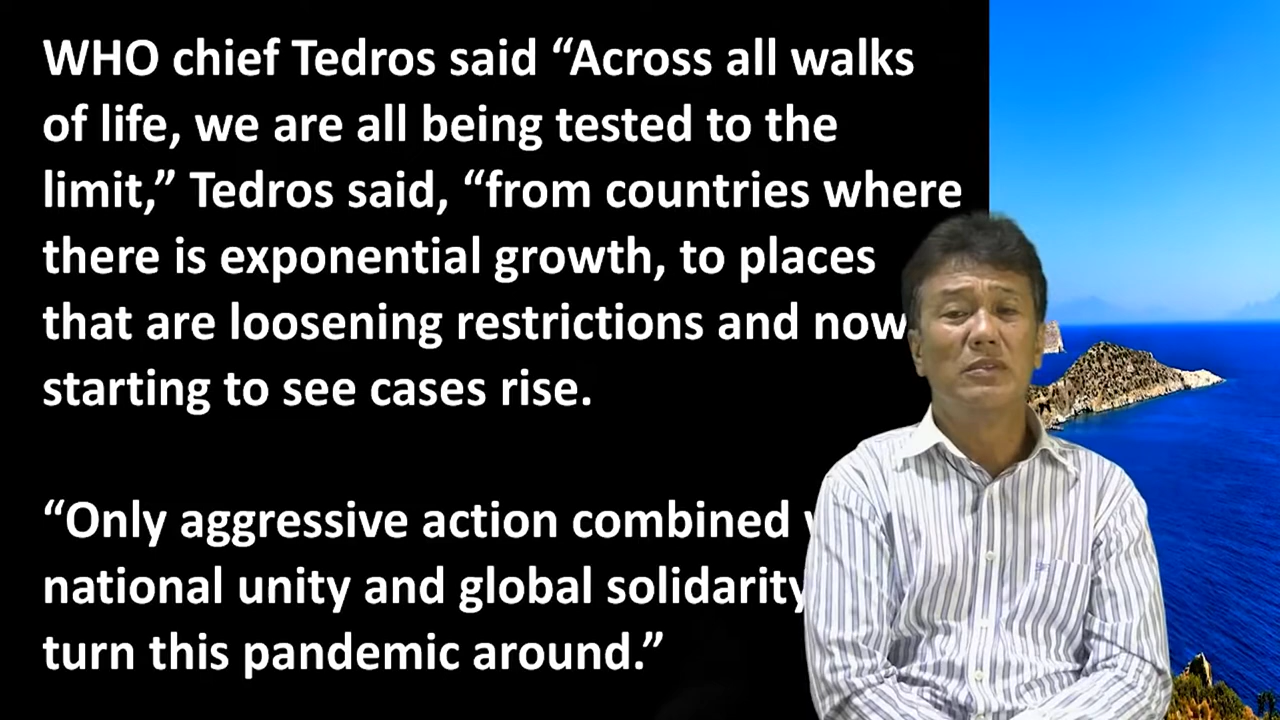 WHO chief Tedros said “Across all walks
of life, we are all being tested to the
limit,” Tedros said, “from countries where
there is exponential growth, to places
that are loosening restrictions and now
starting to see cases rise.
“Only aggressive action combined
national unity and global solidarity
turn this pandemic around.”